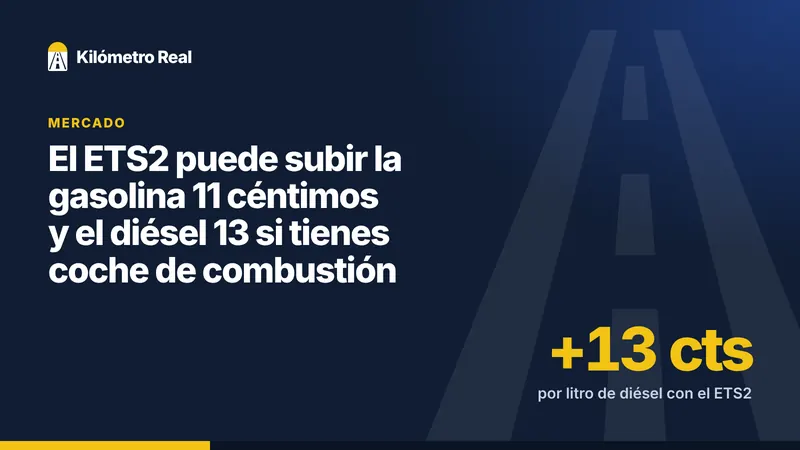 Kilómetro Real
MERCADO
El ETS2 puede subir la
gasolina 11 céntimos
y el diésel 13 si tienes
coche de combustión
+13 cts
por litro de diésel con el ETS2